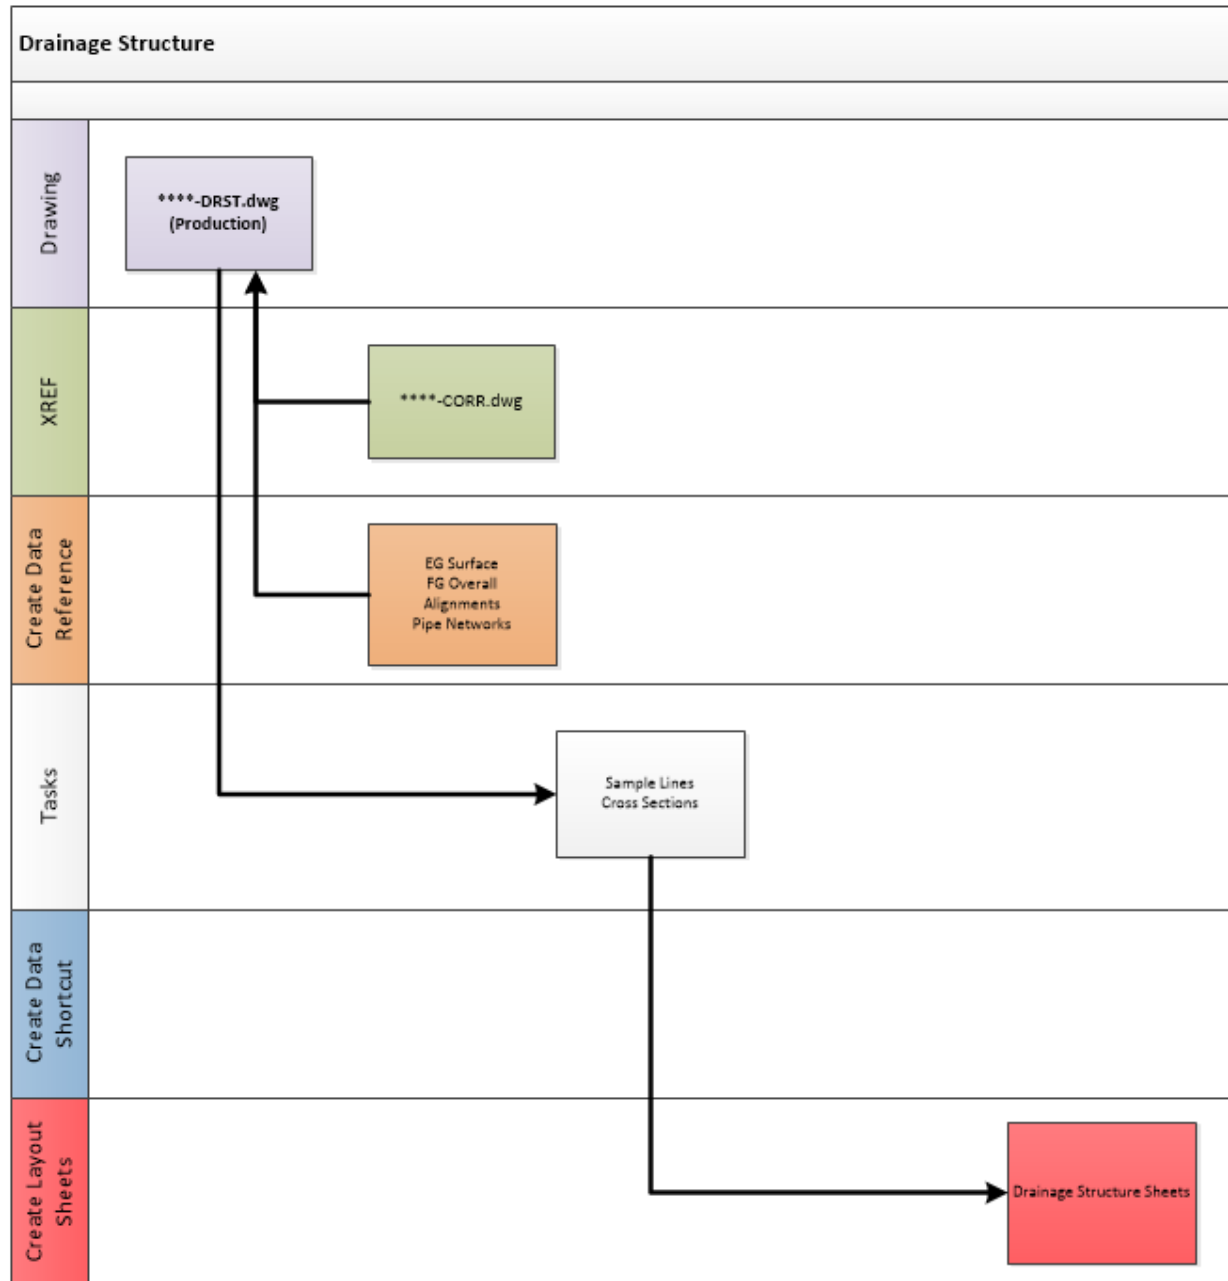 Drainage Structure
Drawing
****-DRST.dwg
(Production)
XREF
****-CORR.dwg
Create Data
Reference
EG Surface
FG Overall
Alignments
Pipe Networks
Tasks
Sample Lines
Cross Sections
Create Data
Shortcut
Create Layout
Sheets
Drainage Structure Sheets